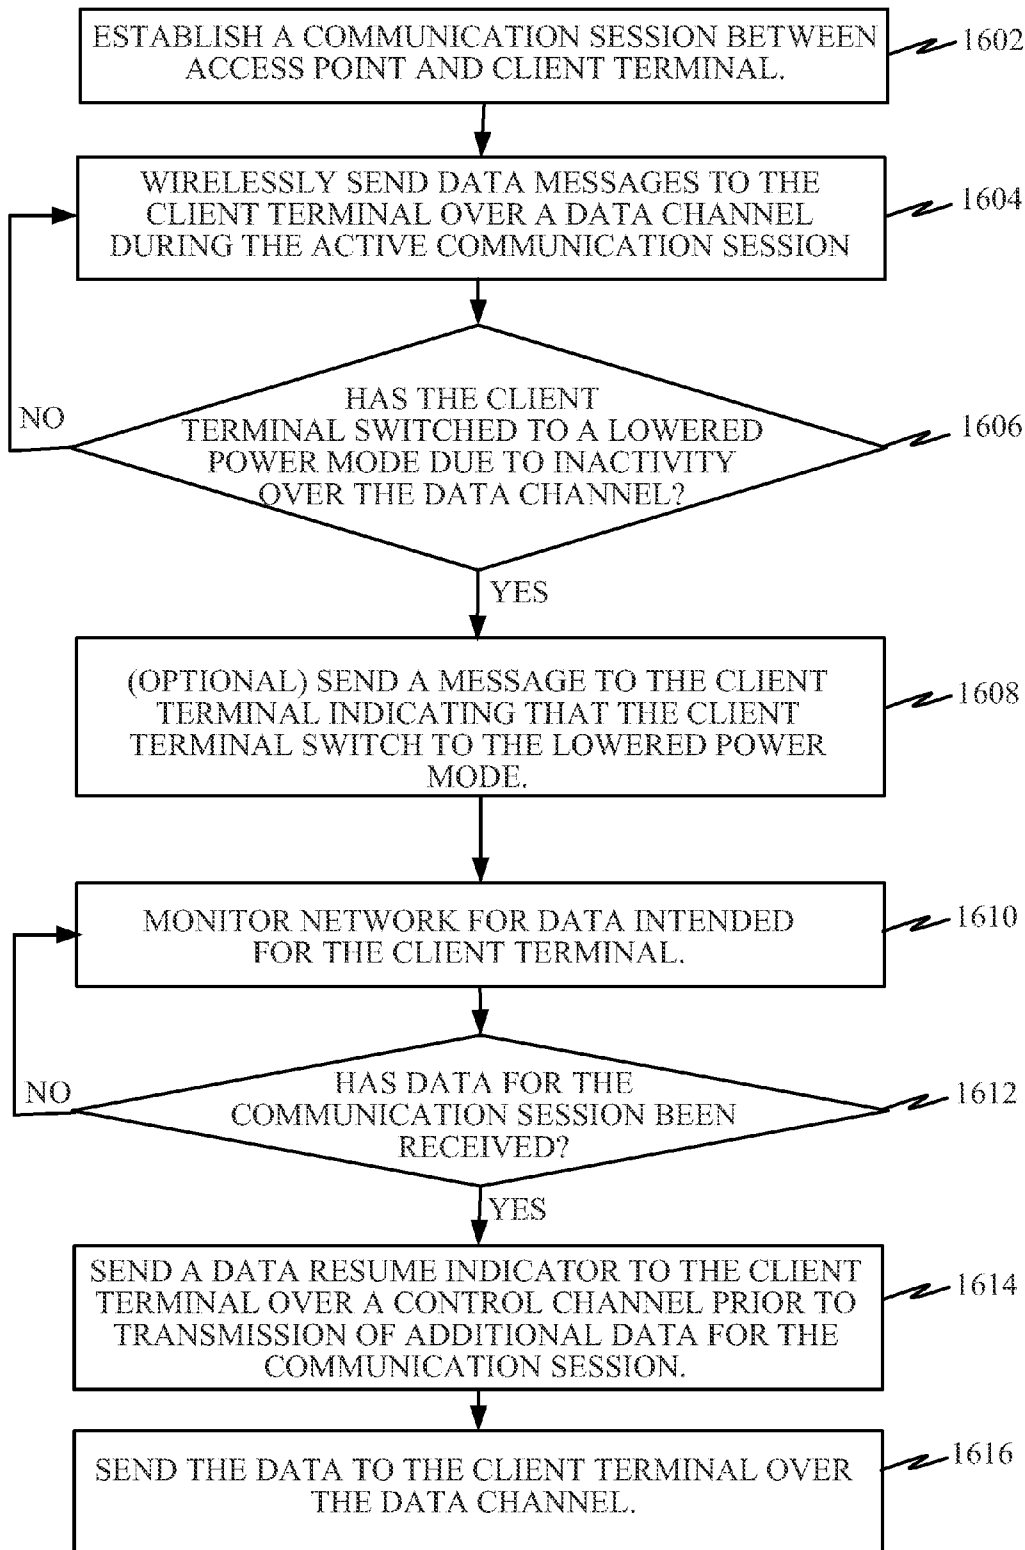 ESTABLISH A COMMUNICATION SESSION BETWEEN
ACCESS POINT AND CLIENT TERMINAL.
1602
WIRELESSLY SEND DATA MESSAGES TO THE
CLIENT TERMINAL OVER A DATA CHANNEL
DURING THE ACTIVE COMMUNICATION SESSION
1604
HAS THE CLIENT
TERMINAL SWITCHED TO A LOWERED
POWER MODE DUE TO INACTIVITY
OVER THE DATA CHANNEL?
1606
NO
YES
(OPTIONAL) SEND A MESSAGE TO THE CLIENT
TERMINAL INDICATING THAT THE CLIENT
TERMINAL SWITCH TO THE LOWERED POWER
MODE.
1608
MONITOR NETWORK FOR DATA INTENDED
FOR THE CLIENT TERMINAL.
1610
HAS DATA FOR THE
COMMUNICATION SESSION BEEN
RECEIVED?
1612
NO
YES
SEND A DATA RESUME INDICATOR TO THE CLIENT
TERMINAL OVER A CONTROL CHANNEL PRIOR TO
TRANSMISSION OF ADDITIONAL DATA FOR THE
COMMUNICATION SESSION.
1614
SEND THE DATA TO THE CLIENT TERMINAL OVER
THE DATA CHANNEL.
1616